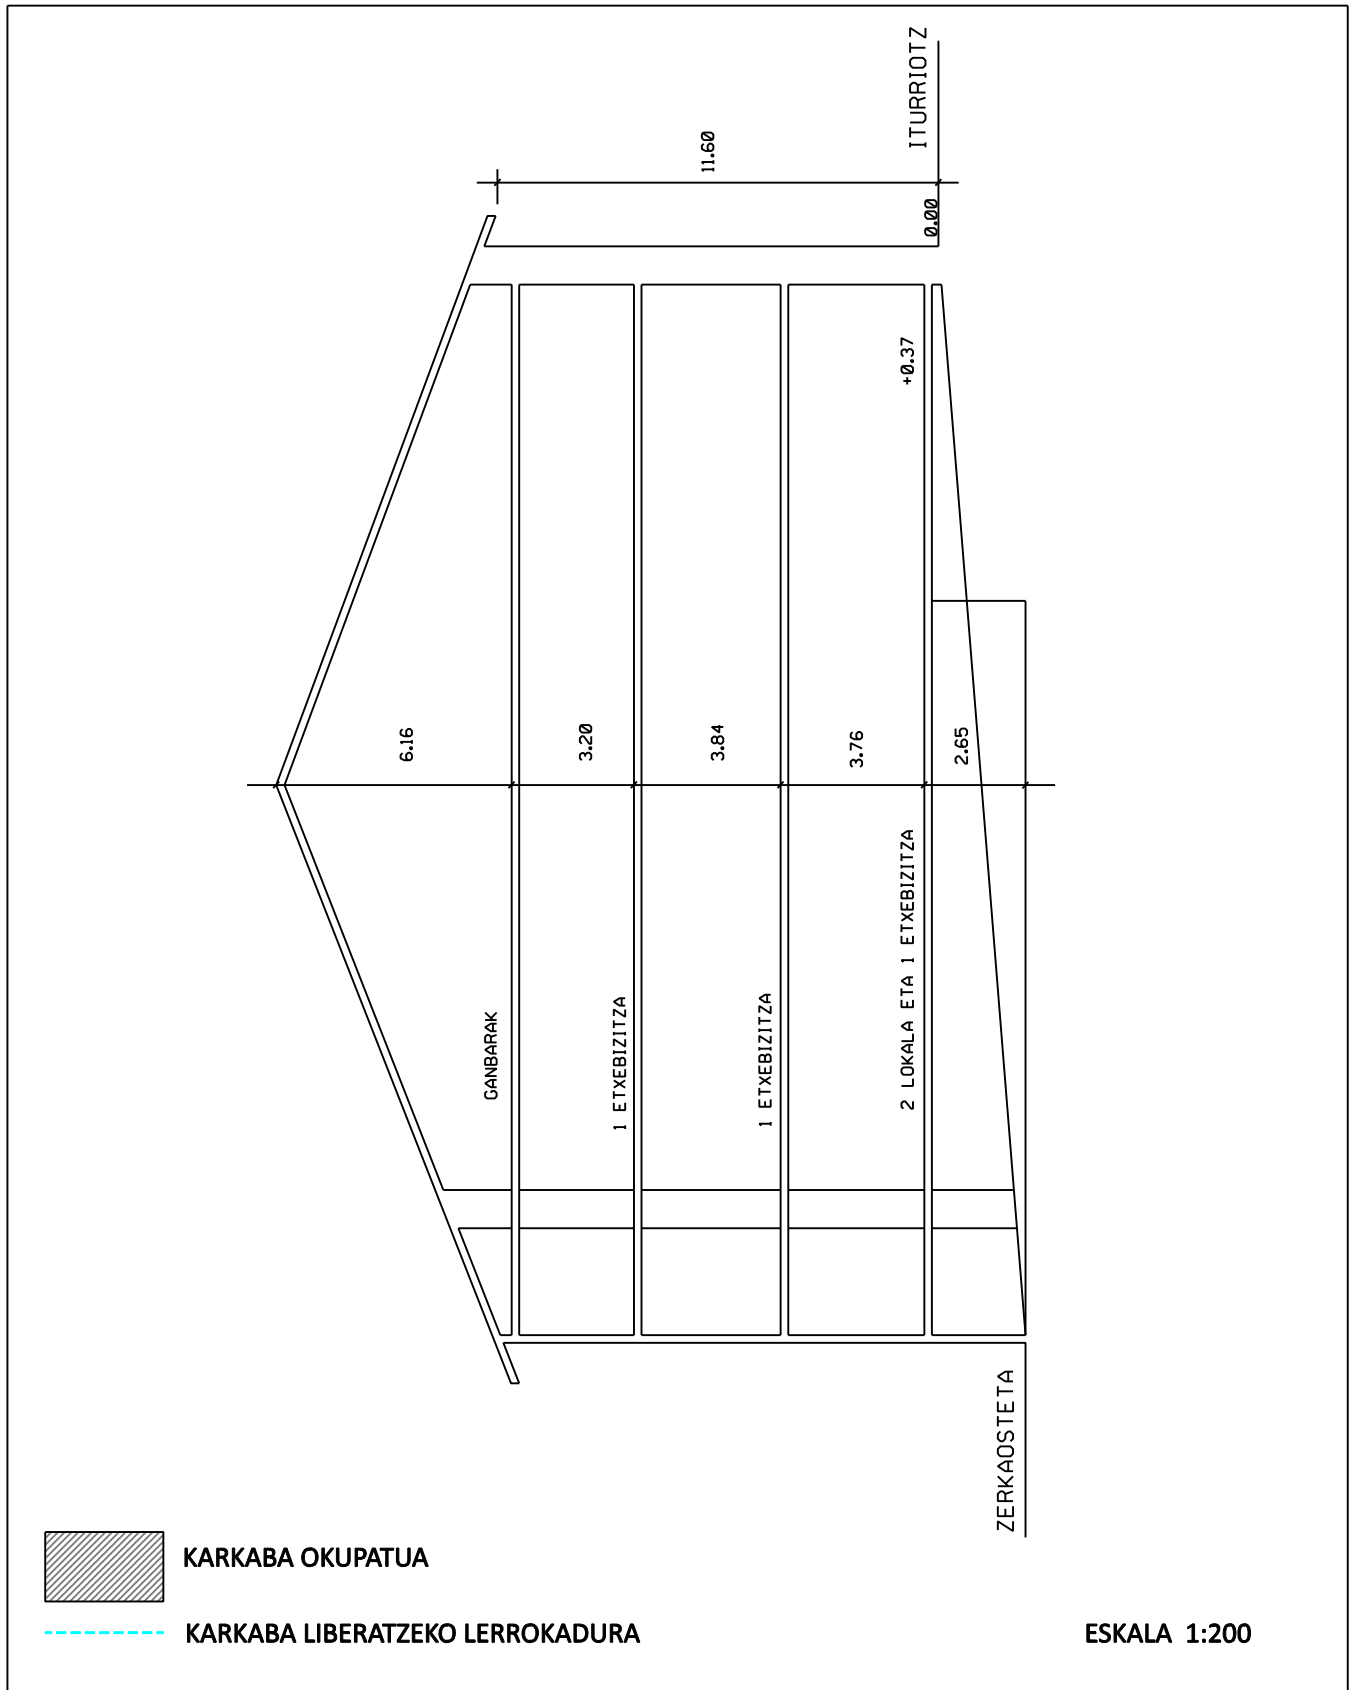 ITURRIOTZ
11.60
0.00
+0.37
6.16
3.20
3.84
3.76
2.65
GANBARAK
1 ETXEBIZITZA
1 ETXEBIZITZA
2 LOKALA ETA 1 ETXEBIZITZA
ZERKAOSTETA
KARKABA OKUPATUA
KARKABA LIBERATZEKO LERROKADURA
ESKALA 1:200